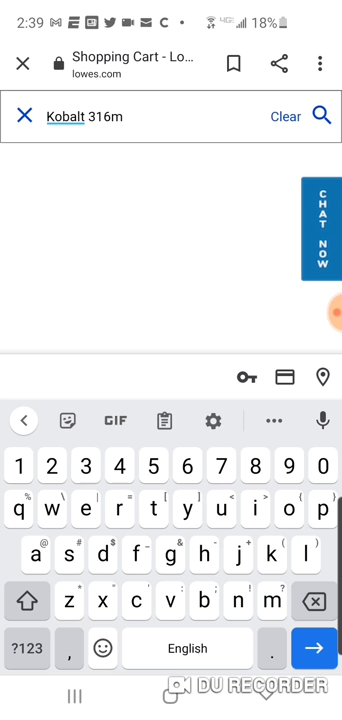 2:39 18%
Shopping Cart - Lo...
lowes.com
Kobalt 316m Clear
CHAT NOW
GIF
1 2 3 4 5 6 7 8 9 0
q w e r t y u i o p
a s d f g h j k l
z x c v b n m
?123 , English .
DU RECORDER